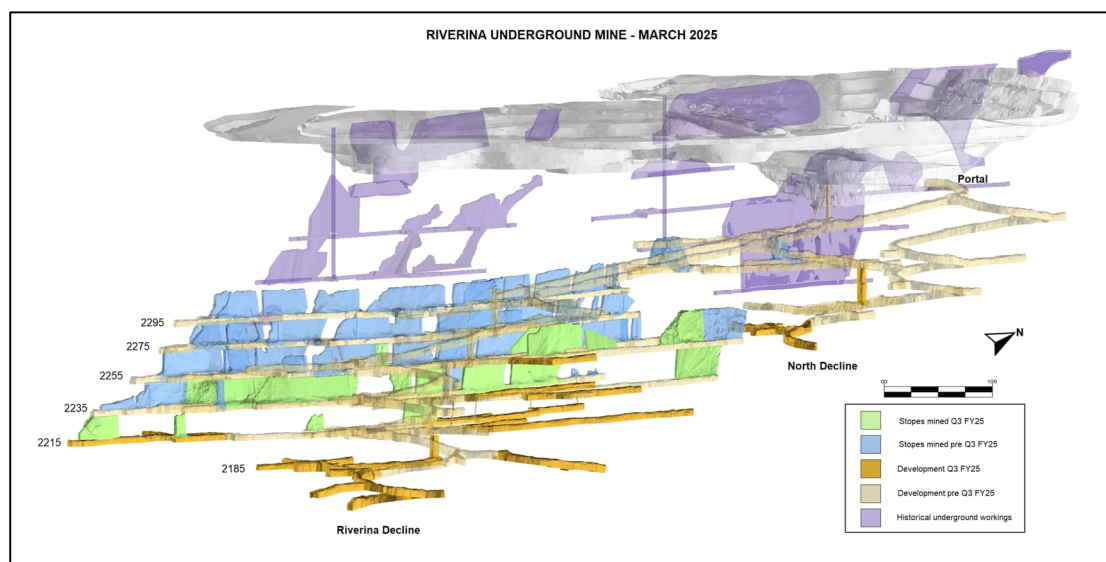 RIVERINA UNDERGROUND MINE - MARCH 2025
Portal
2295
2275
2255
2235
2215
2185
N
North Decline
Riverina Decline
Stopes mined Q3 FY25
Stopes mined pre Q3 FY25
Development Q3 FY25
Development pre Q3 FY25
Historical underground workings